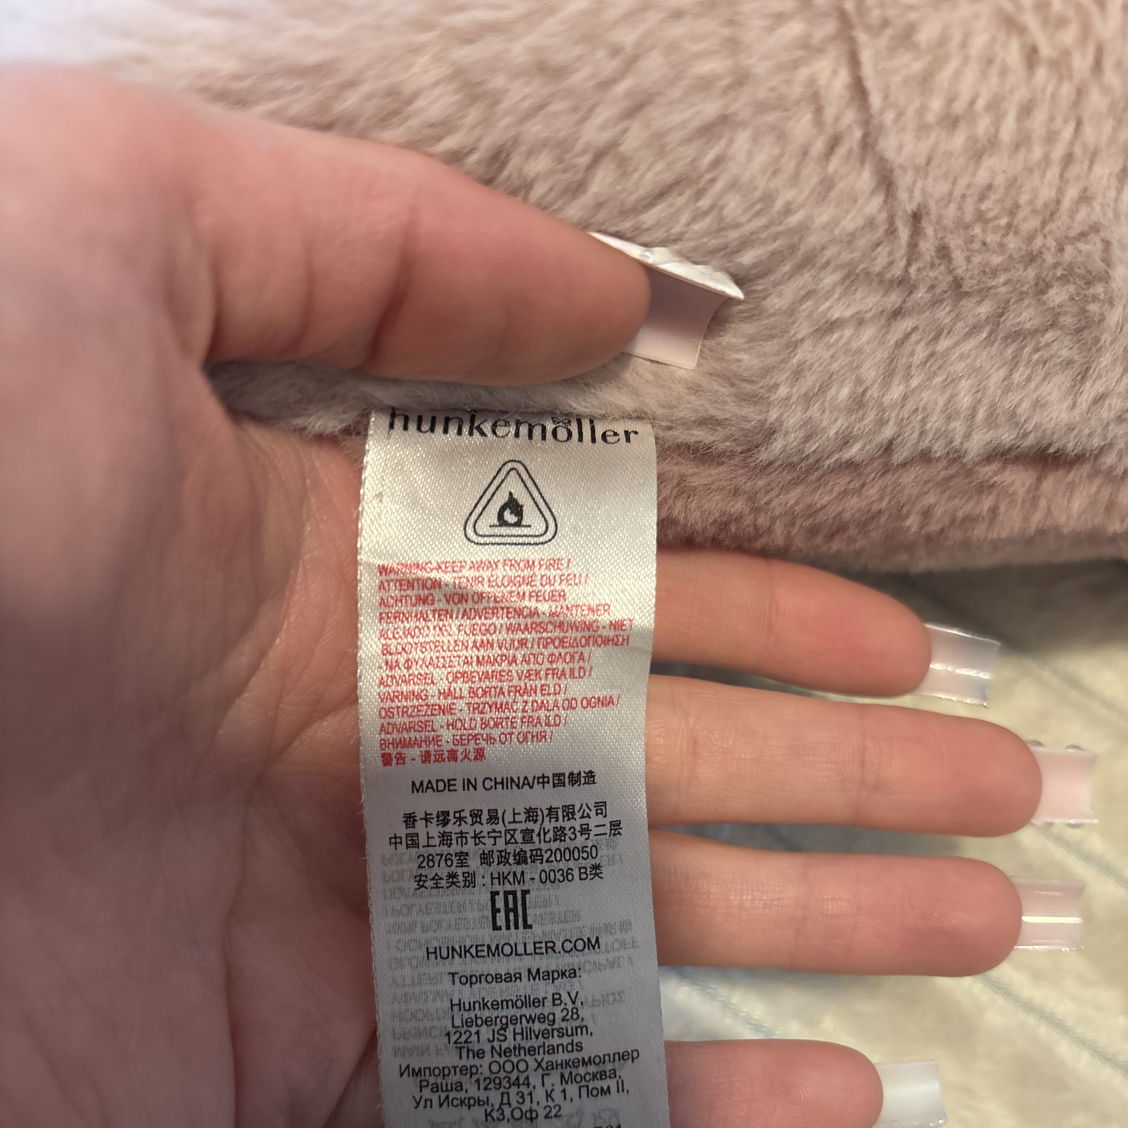 hunkemöller
WARNING-KEEP AWAY FROM FIRE /
ATTENTION - TENIR ÉLOIGNÉ DU FEU /
ACHTUNG - VON OFFENEM FEUER
FERNHALTEN / ADVERTENCIA - MANTENER
ALEJADO DEL FUEGO / WAARSCHUWING - NIET
BLOOTSTELLEN AAN VUUR / ΠΡΟΕΙΔΟΠΟΙΗΣΗ
- ΝΑ ΦΥΛΑΣΣΕΤΑΙ ΜΑΚΡΙΑ ΑΠΟ ΦΛΟΓΑ /
ADVARSEL - OPBEVARES VÆK FRA ILD /
VARNING - HÅLL BORTA FRÅN ELD /
OSTRZEŻENIE - TRZYMAĆ Z DALA OD OGNIA /
ADVARSEL - HOLD BORTE FRA ILD /
ВНИМАНИЕ - БЕРЕЧЬ ОТ ОГНЯ /
警告 - 请远离火源
MADE IN CHINA/中国制造
香卡缪乐贸易(上海)有限公司
中国上海市长宁区宣化路3号二层
2876室 邮政编码200050
安全类别 : HKM - 0036 B类
EAC
HUNKEMOLLER.COM
Торговая Марка:
Hunkemöller B.V,
Liebergerweg 28,
1221 JS Hilversum,
The Netherlands
Импортер: ООО Ханкемоллер
Раша, 129344, Г. Москва,
Ул Искры, Д 31, К 1, Пом II,
К3,Оф 22